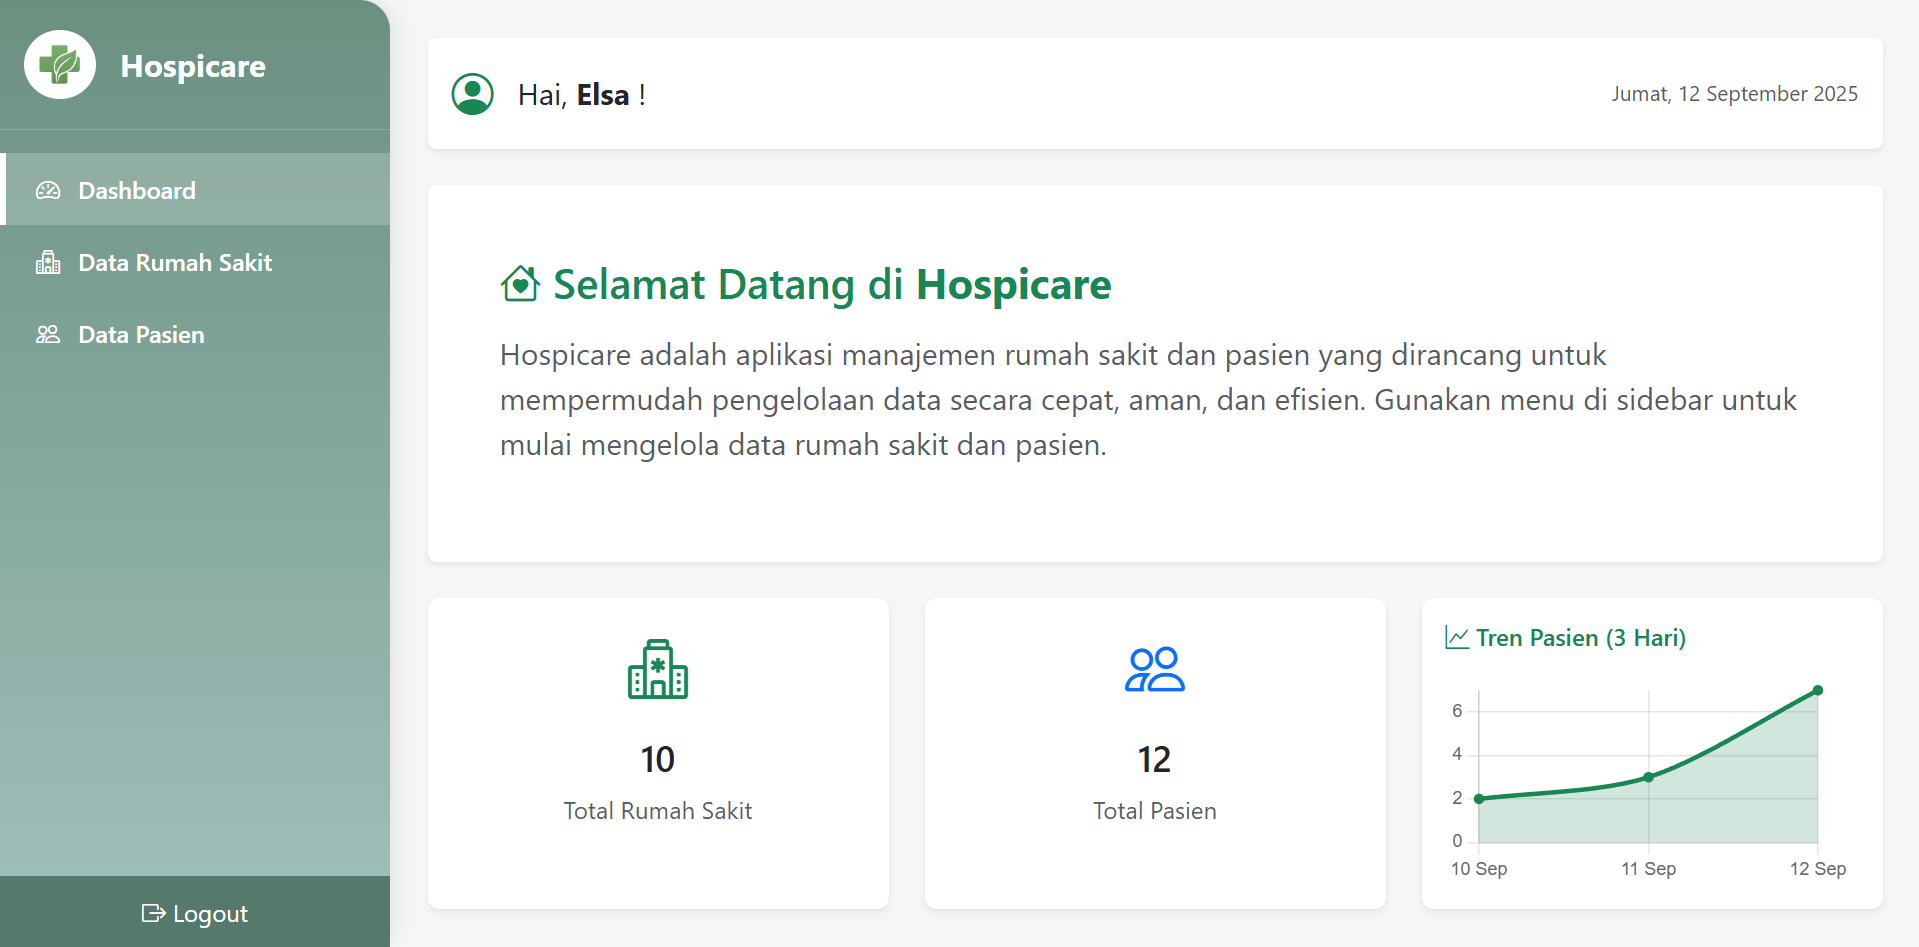 Hospicare
Dashboard
Data Rumah Sakit
Data Pasien
Logout
Hai, Elsa !
Jumat, 12 September 2025
Selamat Datang di Hospicare
Hospicare adalah aplikasi manajemen rumah sakit dan pasien yang dirancang untuk
mempermudah pengelolaan data secara cepat, aman, dan efisien. Gunakan menu di sidebar untuk
mulai mengelola data rumah sakit dan pasien.
10
Total Rumah Sakit
12
Total Pasien
Tren Pasien (3 Hari)
6
4
2
0
10 Sep 11 Sep 12 Sep